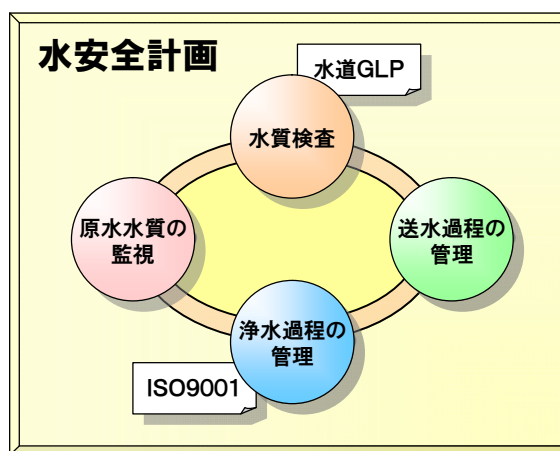 水安全計画
水道GLP
水質検査
原水水質の
監視
送水過程の
管理
浄水過程の
管理
ISO9001